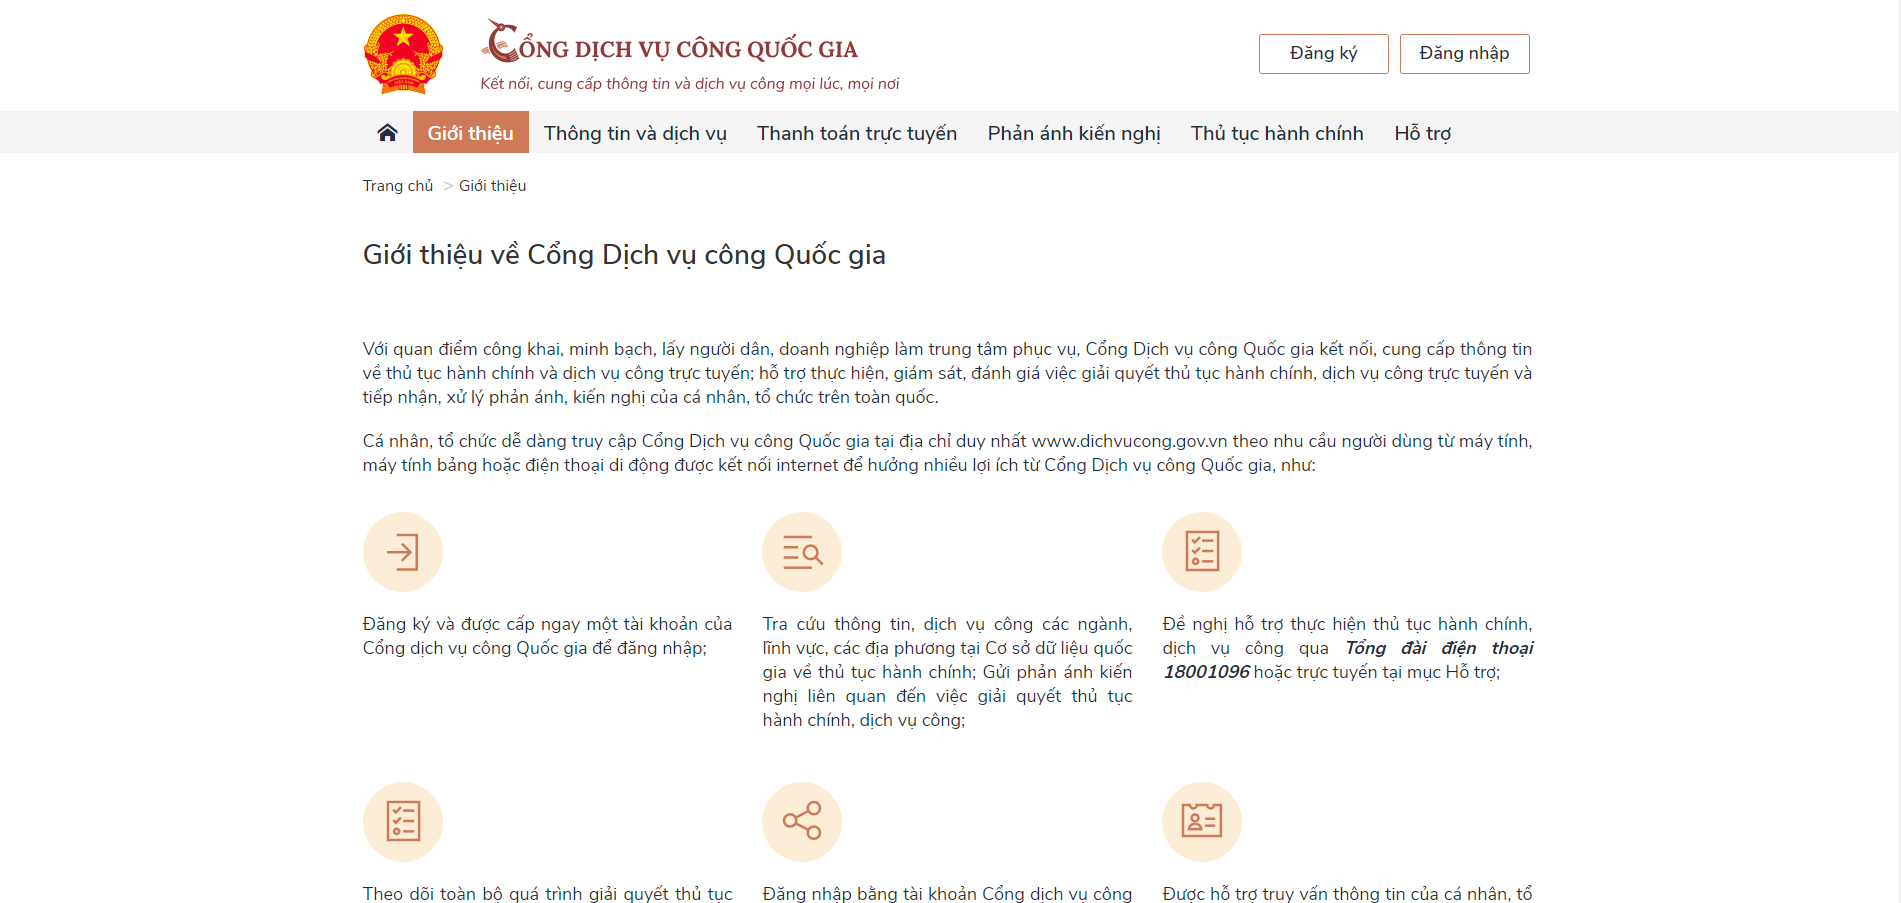 CỔNG DỊCH VỤ CÔNG QUỐC GIA
Kết nối, cung cấp thông tin và dịch vụ công mọi lúc, mọi nơi
Đăng ký
Đăng nhập
Giới thiệu
Thông tin và dịch vụ
Thanh toán trực tuyến
Phản ánh kiến nghị
Thủ tục hành chính
Hỗ trợ
Trang chủ > Giới thiệu
Giới thiệu về Cổng Dịch vụ công Quốc gia
Với quan điểm công khai, minh bạch, lấy người dân, doanh nghiệp làm trung tâm phục vụ, Cổng Dịch vụ công Quốc gia kết nối, cung cấp thông tin
về thủ tục hành chính và dịch vụ công trực tuyến; hỗ trợ thực hiện, giám sát, đánh giá việc giải quyết thủ tục hành chính, dịch vụ công trực tuyến và
tiếp nhận, xử lý phản ánh, kiến nghị của cá nhân, tổ chức trên toàn quốc.
Cá nhân, tổ chức dễ dàng truy cập Cổng Dịch vụ công Quốc gia tại địa chỉ duy nhất www.dichvucong.gov.vn theo nhu cầu người dùng từ máy tính,
máy tính bảng hoặc điện thoại di động được kết nối internet để hưởng nhiều lợi ích từ Cổng Dịch vụ công Quốc gia, như:
Đăng ký và được cấp ngay một tài khoản của
Cổng dịch vụ công Quốc gia để đăng nhập;
Tra cứu thông tin, dịch vụ công các ngành,
lĩnh vực, các địa phương tại Cơ sở dữ liệu quốc
gia về thủ tục hành chính; Gửi phản ánh kiến
nghị liên quan đến việc giải quyết thủ tục
hành chính, dịch vụ công;
Đề nghị hỗ trợ thực hiện thủ tục hành chính,
dịch vụ công qua Tổng đài điện thoại
18001096 hoặc trực tuyến tại mục Hỗ trợ;
Theo dõi toàn bộ quá trình giải quyết thủ tục
Đăng nhập bằng tài khoản Cổng dịch vụ công
Được hỗ trợ truy vấn thông tin của cá nhân, tổ